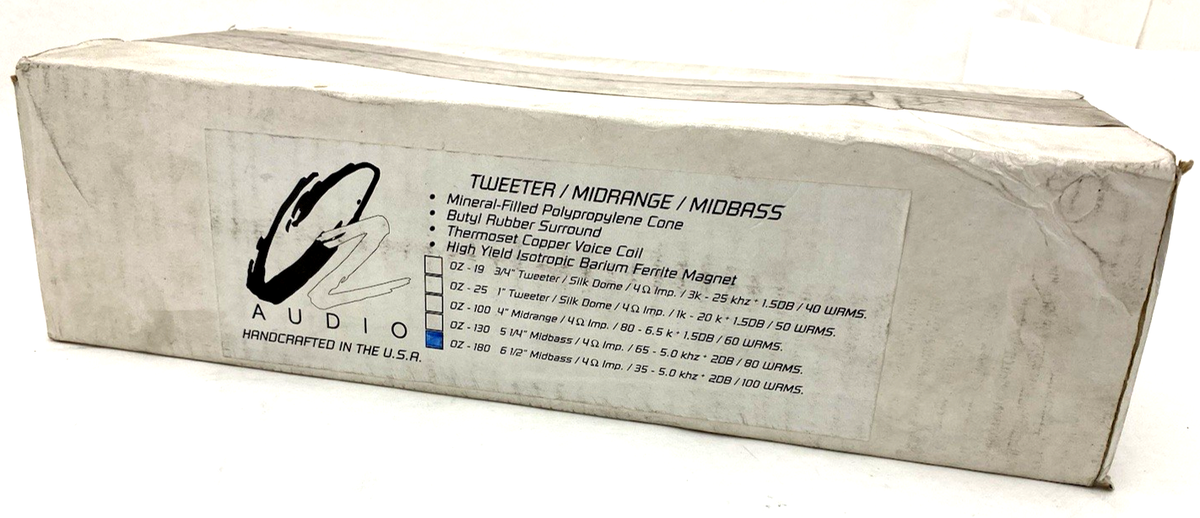 OZ
AUDIO
HANDCRAFTED IN THE U.S.A.
TWEETER / MIDRANGE / MIDBASS
• Mineral-Filled Polypropylene Cone
• Butyl Rubber Surround
• Thermoset Copper Voice Coil
• High Yield Isotropic Barium Ferrite Magnet
OZ - 19 3/4" Tweeter / Silk Dome / 4Ω Imp. / 3k - 25 khz ± 1.5DB / 40 WRMS.
OZ - 25 1" Tweeter / Silk Dome / 4Ω Imp. / 1k - 20 k ± 1.5DB / 50 WRMS.
OZ - 100 4" Midrange / 4Ω Imp. / 80 - 6.5 k ± 1.5DB / 60 WRMS.
OZ - 130 5 1/4" Midbass / 4Ω Imp. / 65 - 5.0 khz ± 2DB / 80 WRMS.
OZ - 180 6 1/2" Midbass / 4Ω Imp. / 35 - 5.0 khz ± 2DB / 100 WRMS.